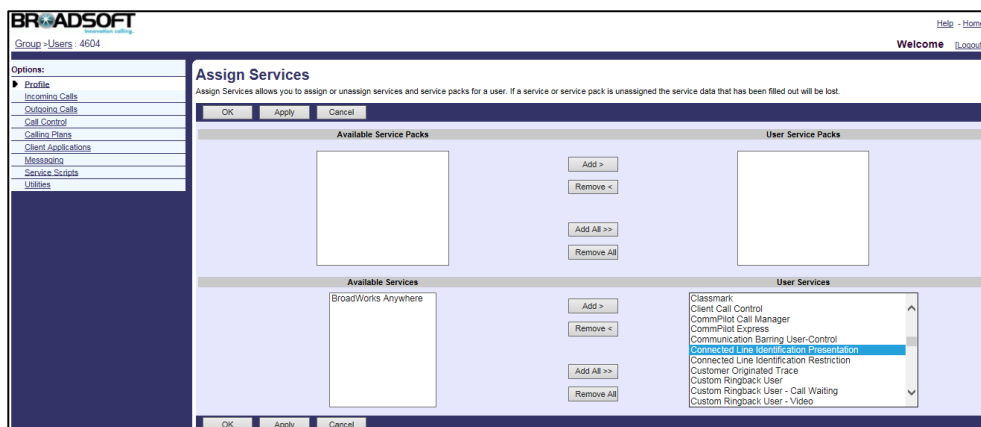 BROADSOFT
Innovation calling.
Help - Home
Group >Users : 4604
Welcome [Logout
Options:
Profile
Incoming Calls
Outgoing Calls
Call Control
Calling Plans
Client Applications
Messaging
Service Scripts
Utilities
Assign Services
Assign Services allows you to assign or unassign services and service packs for a user. If a service or service pack is unassigned the service data that has been filled out will be lost.
OK Apply Cancel
Available Service Packs User Service Packs
Add >
Remove <
Add All >>
Remove All
Available Services User Services
BroadWorks Anywhere
Add >
Remove <
Add All >>
Remove All
Classmark
Client Call Control
CommPilot Call Manager
CommPilot Express
Communication Barring User-Control
Connected Line Identification Presentation
Connected Line Identification Restriction
Customer Originated Trace
Custom Ringback User
Custom Ringback User - Call Waiting
Custom Ringback User - Video
OK Apply Cancel